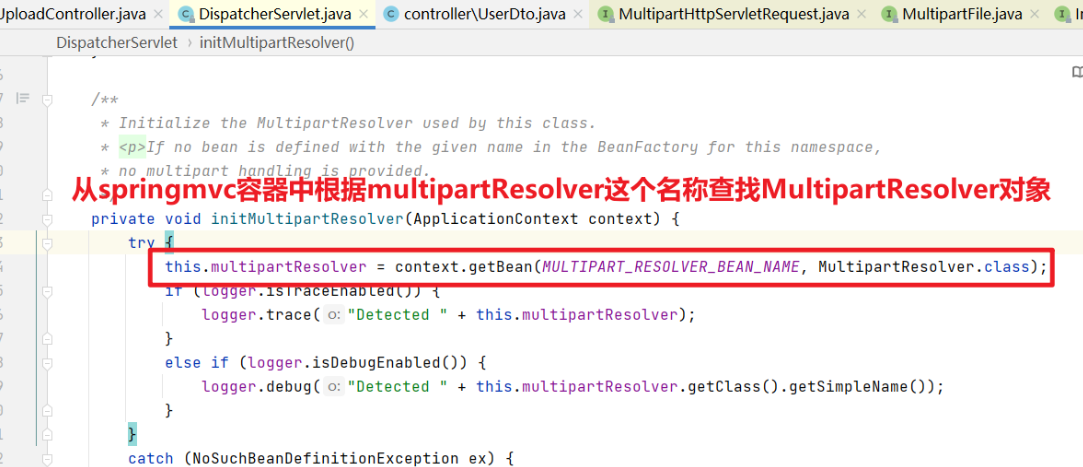 UploadController.java × DispatcherServlet.java × controller\UserDto.java × MultipartHttpServletRequest.java × MultipartFile.java ×
DispatcherServlet › initMultipartResolver()
/**
* Initialize the MultipartResolver used by this class.
* <p>If no bean is defined with the given name in the BeanFactory for this namespace,
* no multipart handling is provided.
从springmvc容器中根据multipartResolver这个名称查找MultipartResolver对象
private void initMultipartResolver(ApplicationContext context) {
try {
this.multipartResolver = context.getBean(MULTIPART_RESOLVER_BEAN_NAME, MultipartResolver.class);
if (logger.isTraceEnabled()) {
logger.trace( o: "Detected " + this.multipartResolver);
}
else if (logger.isDebugEnabled()) {
logger.debug( o: "Detected " + this.multipartResolver.getClass().getSimpleName());
}
}
catch (NoSuchBeanDefinitionException ex) {